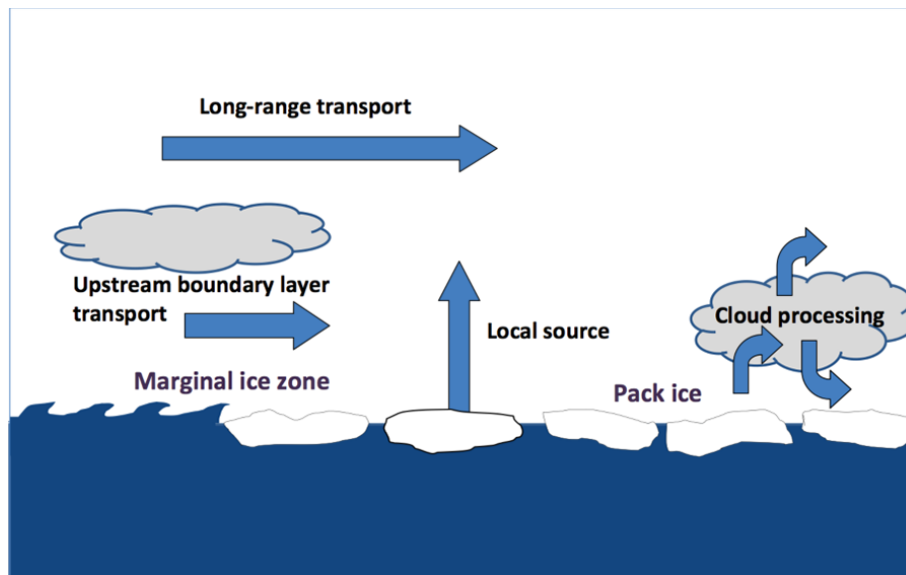 Long-range transport
Upstream boundary layer
transport
Local source
Cloud processing
Marginal ice zone
Pack ice